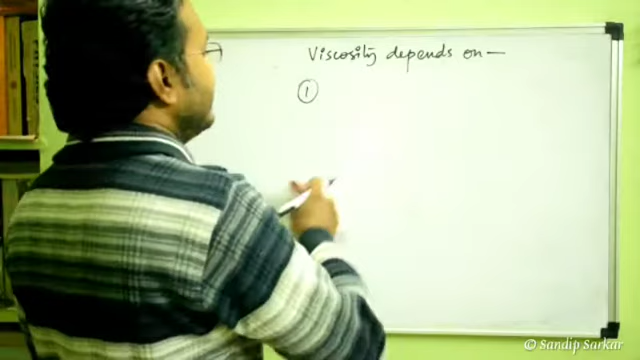 Viscosity depends on —
①
© Sandip Sarkar